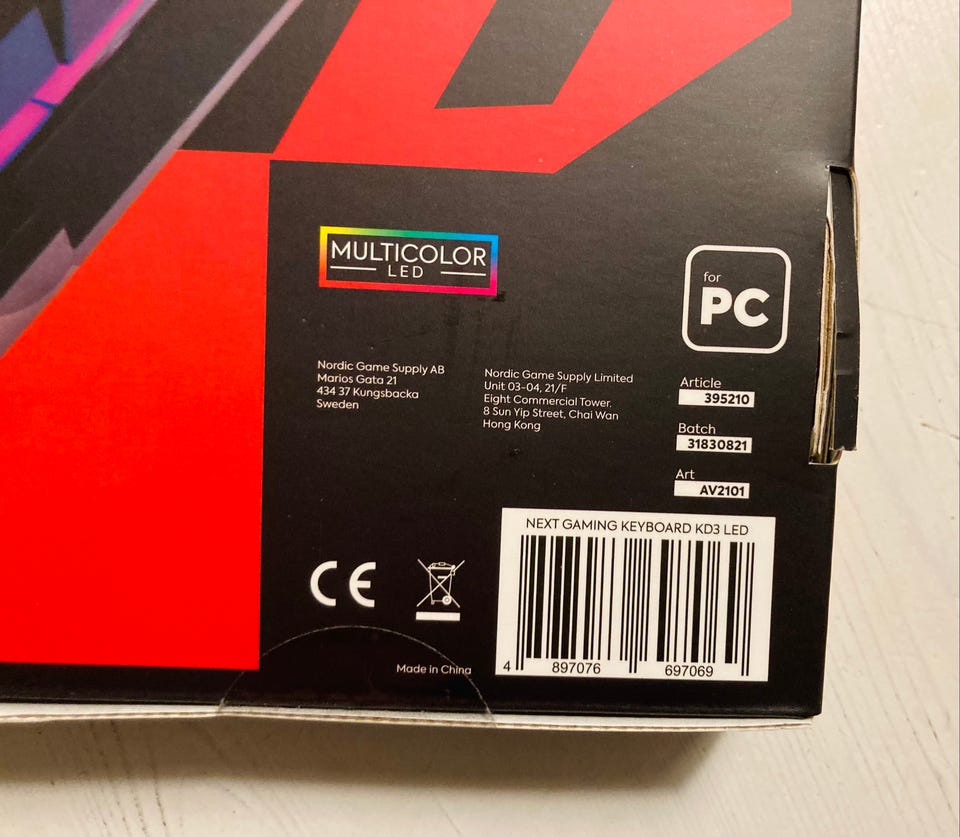 MULTICOLOR
LED
for
PC
Nordic Game Supply AB
Marios Gata 21
434 37 Kungsbacka
Sweden
Nordic Game Supply Limited
Unit 03-04, 21/F
Eight Commercial Tower.
8 Sun Yip Street, Chai Wan
Hong Kong
Article
395210
Batch
31830821
Art
AV2101
CE
Made in China
NEXT GAMING KEYBOARD KD3 LED
4 897076 697069